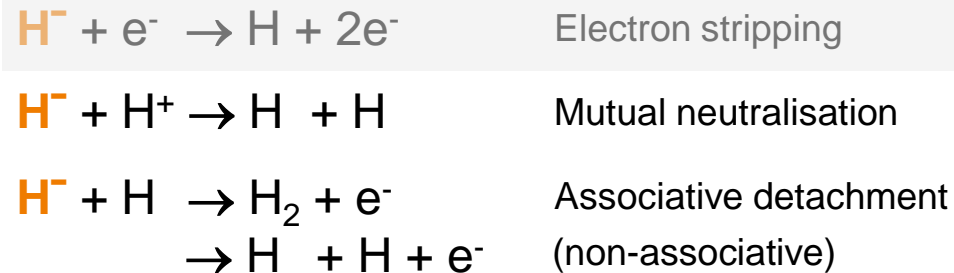 H⁻ + e⁻ → H + 2e⁻ Electron stripping
H⁻ + H⁺ → H + H Mutual neutralisation
H⁻ + H → H₂ + e⁻ Associative detachment
→ H + H + e⁻ (non-associative)